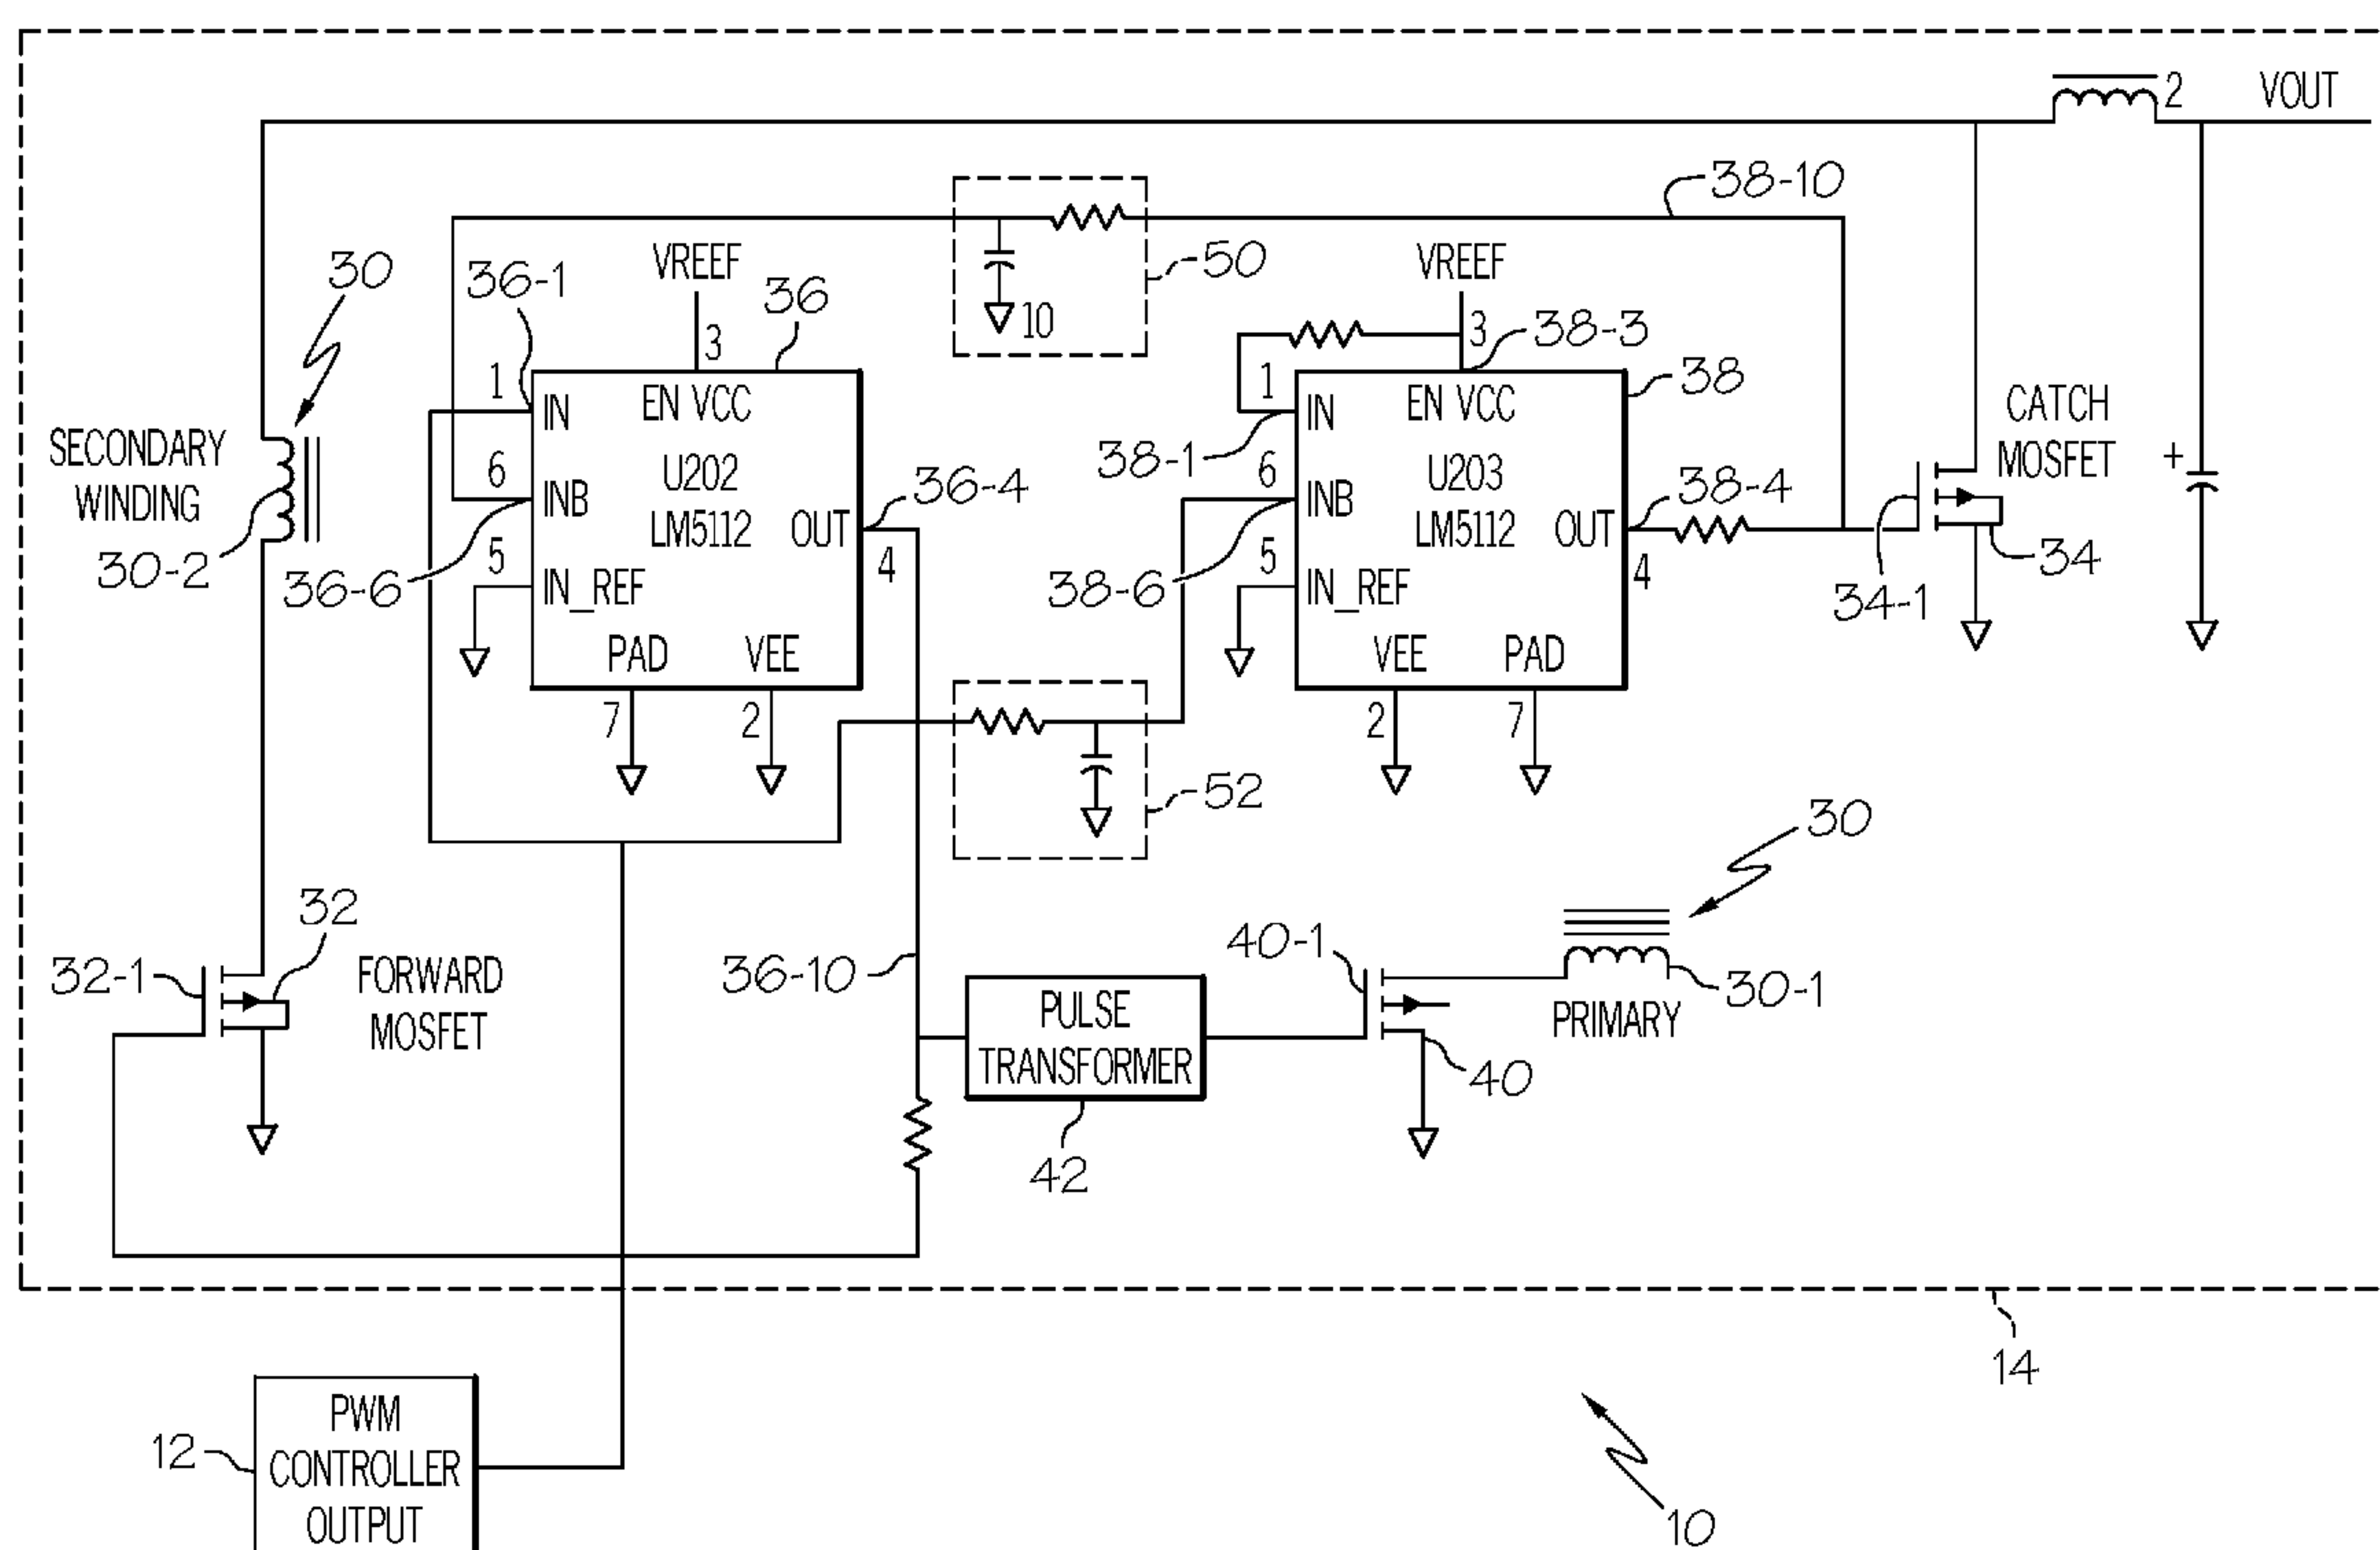 2
VOUT
38-10
30
36-1
VREEF
36
50
VREEF
10
3
3
38-3
1
1
38
IN
EN VCC
IN
EN VCC
CATCH
MOSFET
SECONDARY
WINDING
6
INB
U202
LM5112
OUT
36-4
38-1
6
INB
U203
LM5112
OUT
38-4
+
30-2
36-6
5
IN_REF
4
38-6
5
IN_REF
4
34-1
34
PAD
VEE
VEE
PAD
7
2
2
7
52
30
32
32-1
FORWARD
MOSFET
36-10
40-1
PULSE
TRANSFORMER
30-1
PRIMARY
40
42
14
12
PWM
CONTROLLER
OUTPUT
10